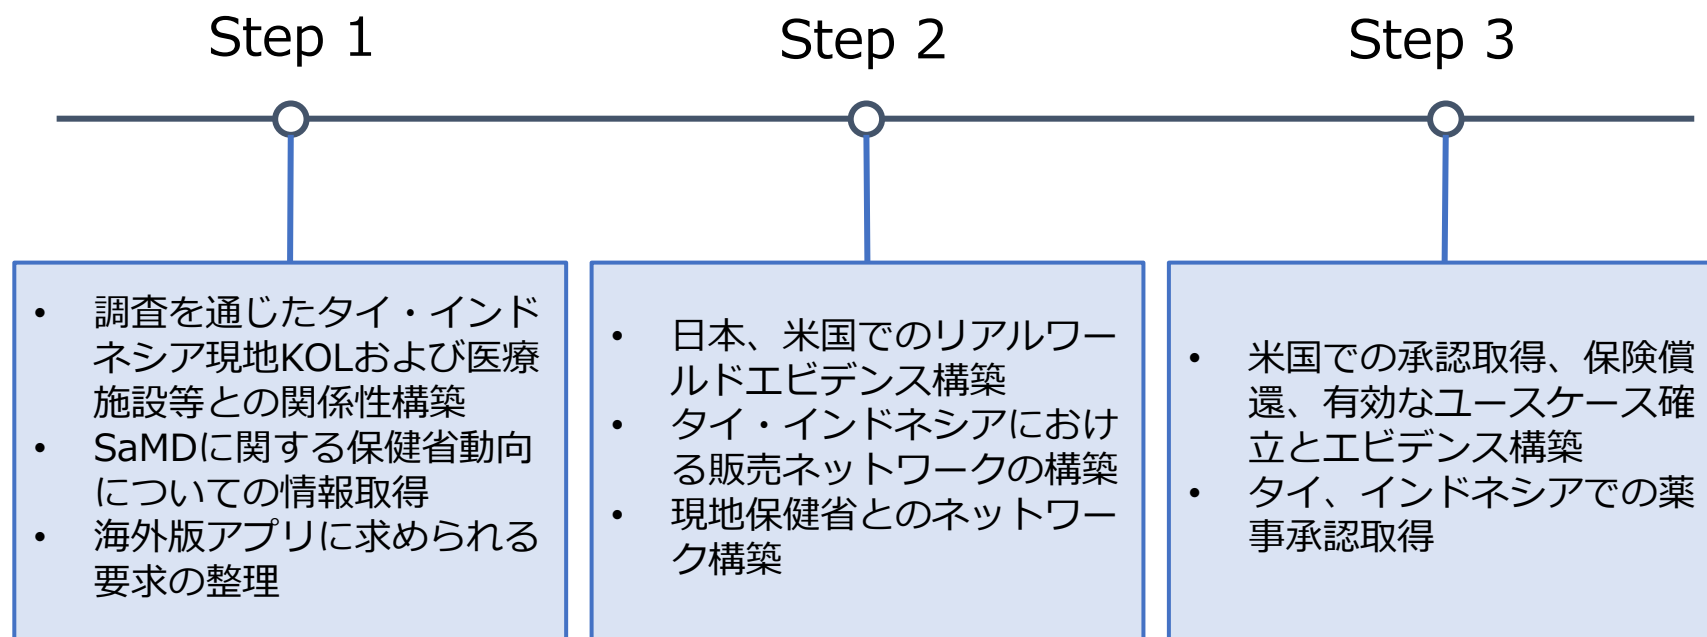 Step 1
Step 2
Step 3
• 調査を通じたタイ・インド
ネシア現地KOLおよび医療
施設等との関係性構築
• SaMDに関する保健省動向
についての情報取得
• 海外版アプリに求められる
要求の整理
• 日本、米国でのリアルワー
ルドエビデンス構築
• タイ・インドネシアにおけ
る販売ネットワークの構築
• 現地保健省とのネットワー
ク構築
• 米国での承認取得、保険償
還、有効なユースケース確
立とエビデンス構築
• タイ、インドネシアでの薬
事承認取得